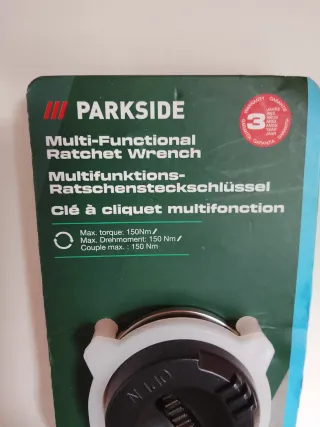 PARKSIDE
3
Multi-Functional
Ratchet Wrench
Multifunktions-
Ratschensteckschlüssel
Clé à cliquet multifonction
Max. torque: 150Nm /
Max. Drehmoment: 150 Nm /
Couple max. : 150 Nm